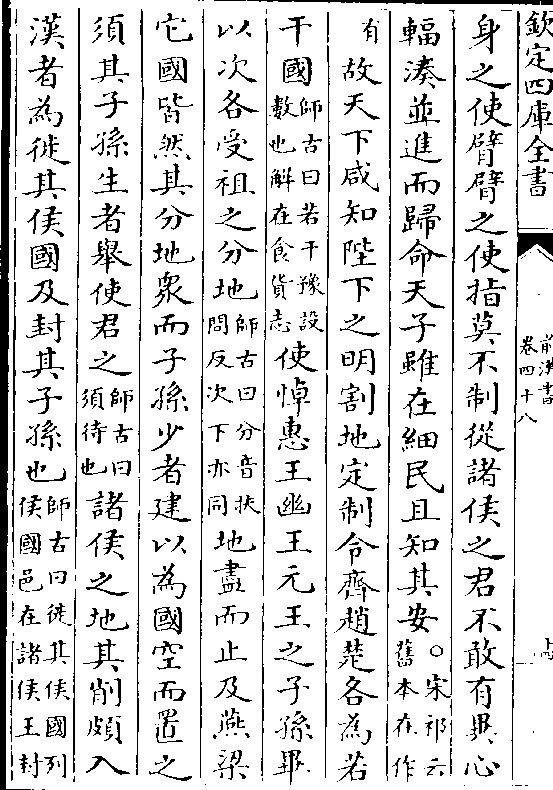 欽定四庫全書
前漢書
卷四十八
身之使臂臂之使指莫不制從諸侯之君不敢有異心
輻湊並進而歸命天子雖在細民且知其安○宋祁云舊本在作
有故天下咸知陛下之明割地定制令齊趙楚各為若
干國師古曰若干豫設數也解在食貨志使悼惠王幽王元王之子孫畢
以次各受祖之分地師古曰分音扶問反次下亦同地盡而止及燕梁
它國皆然其分地衆而子孫少者建以為國空而置之
須其子孫生者舉使君之師古曰須待也諸侯之地其削頗入
漢者為徙其侯國及封其子孫也師古曰徙其侯國列侯國邑在諸侯王封